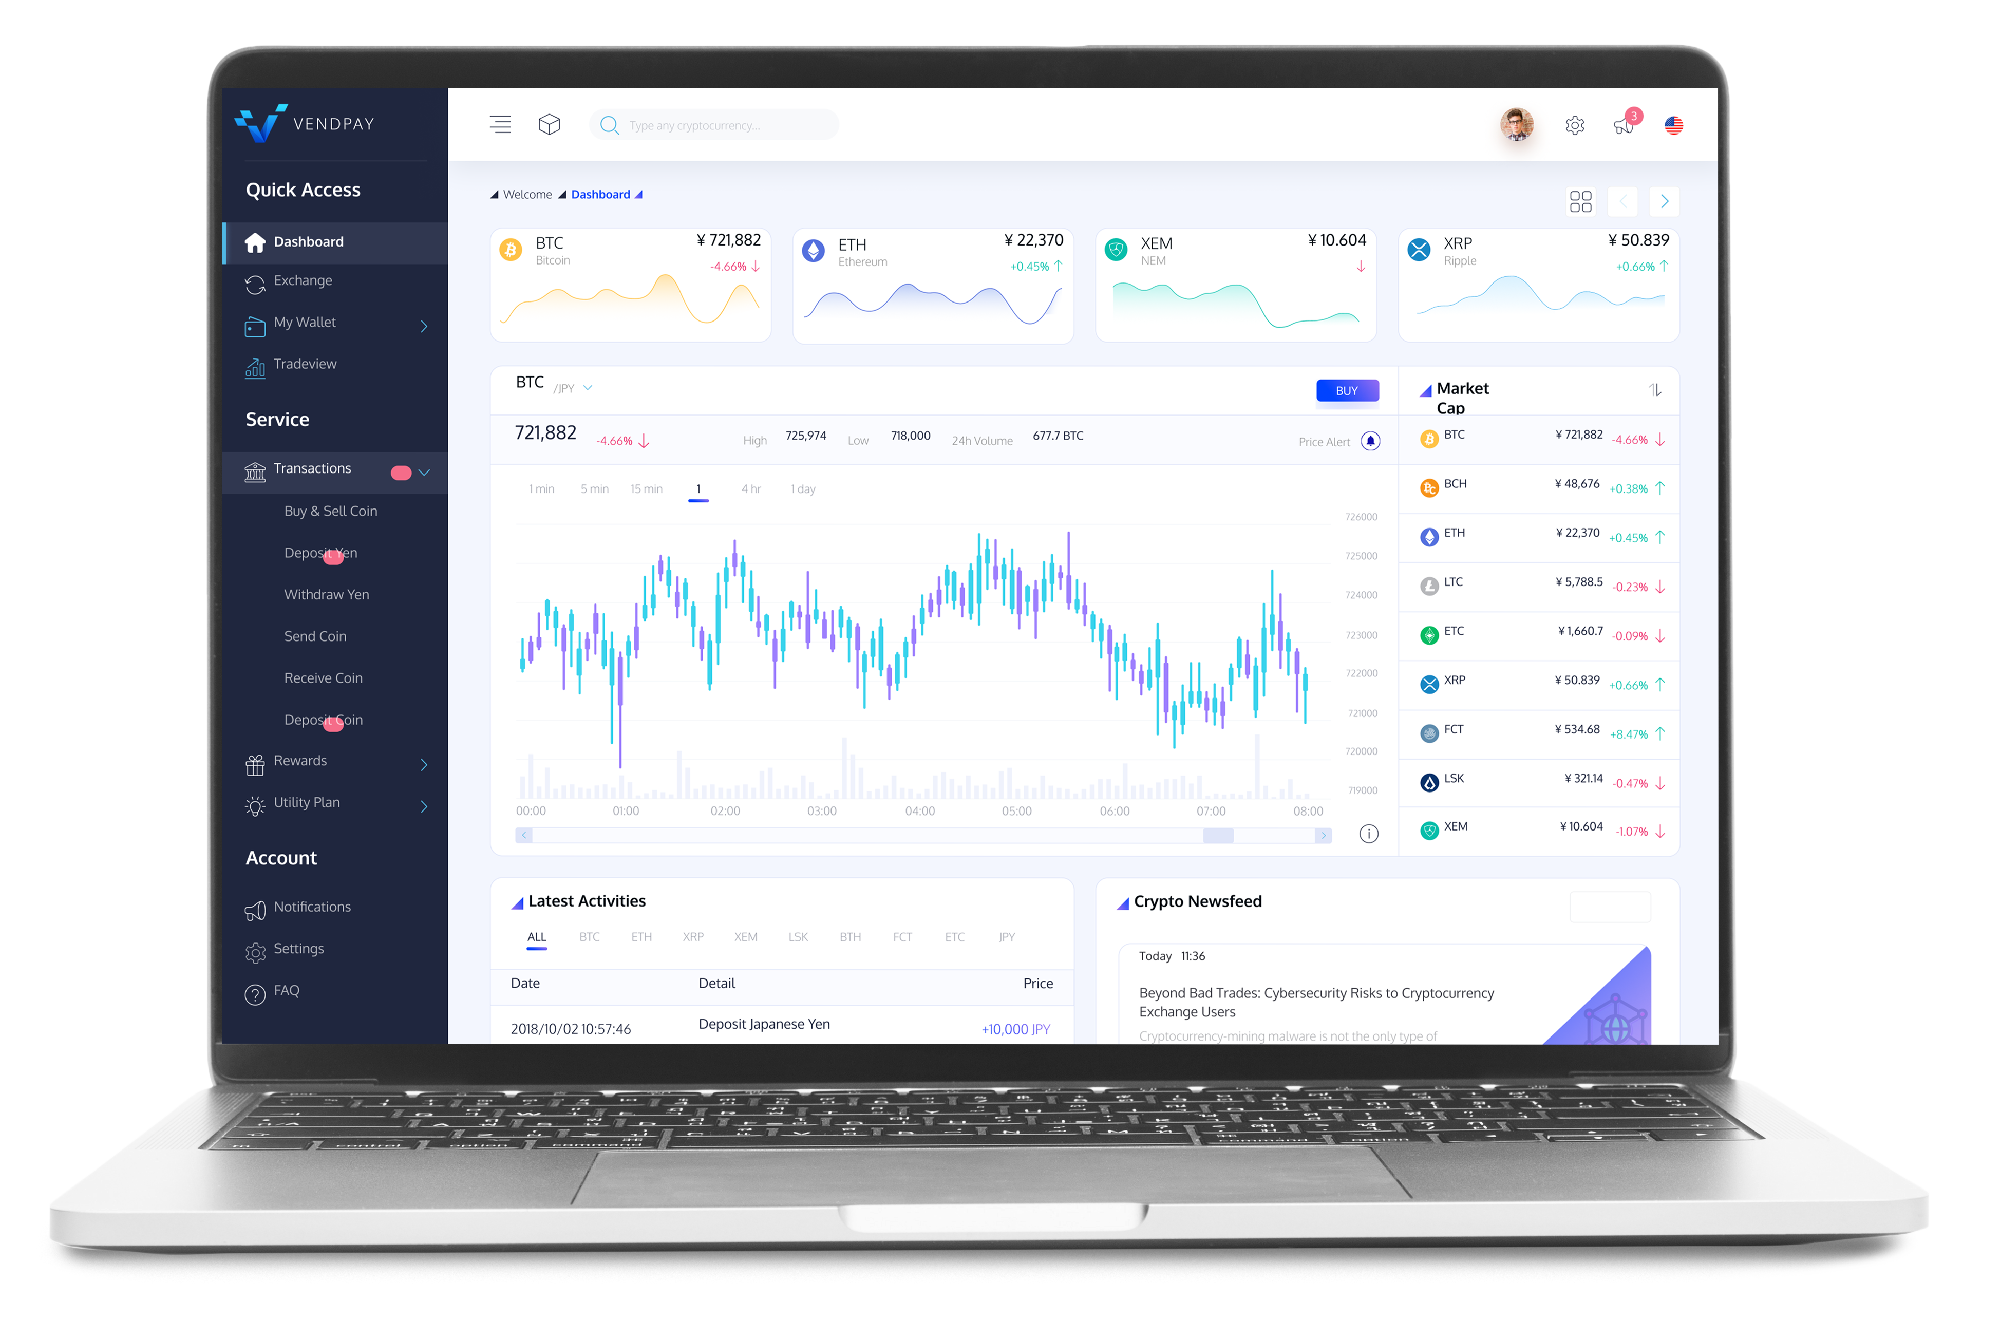 VENDPAY
Quick Access
Dashboard
Exchange
My Wallet
Tradeview
Service
Transactions
Buy & Sell Coin
Deposit Yen
Withdraw Yen
Send Coin
Receive Coin
Deposit Coin
Rewards
Utility Plan
Account
Notifications
Settings
FAQ
Type any cryptocurrency...
3
Welcome Dashboard
BTC ¥ 721,882
Bitcoin -4.66%
ETH ¥ 22,370
Ethereum +0.45%
XEM ¥ 10.604
NEM
XRP ¥ 50.839
Ripple +0.66%
BTC /JPY BUY
721,882 -4.66% High 725,974 Low 718,000 24h Volume 677.7 BTC Price Alert
1 min 5 min 15 min 1 4 hr 1 day
726000
725000
724000
723000
722000
721000
720000
719000
00:00 01:00 02:00 03:00 04:00 05:00 06:00 07:00 08:00
Market
Cap
BTC ¥ 721,882 -4.66%
BCH ¥ 48,676 +0.38%
ETH ¥ 22,370 +0.45%
LTC ¥ 5,788.5 -0.23%
ETC ¥ 1,660.7 -0.09%
XRP ¥ 50.839 +0.66%
FCT ¥ 534.68 +8.47%
LSK ¥ 321.14 -0.47%
XEM ¥ 10.604 -1.07%
Latest Activities
ALL BTC ETH XRP XEM LSK BTH FCT ETC JPY
Date Detail Price
2018/10/02 10:57:46 Deposit Japanese Yen +10,000 JPY
Crypto Newsfeed
Today 11:36
Beyond Bad Trades: Cybersecurity Risks to Cryptocurrency
Exchange Users
Cryptocurrency-mining malware is not the only type of
control command command option